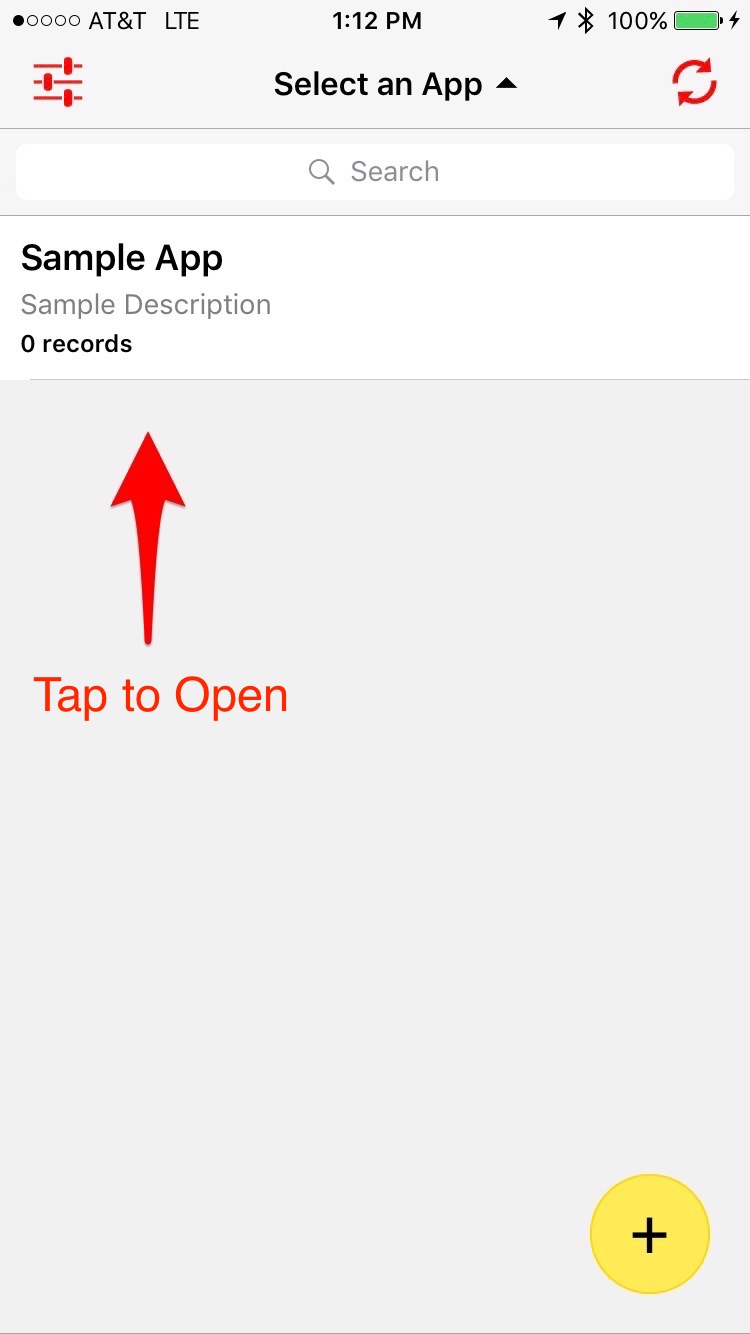 AT&T LTE 1:12 PM 100%
Select an App
Search
Sample App
Sample Description
0 records
Tap to Open
+